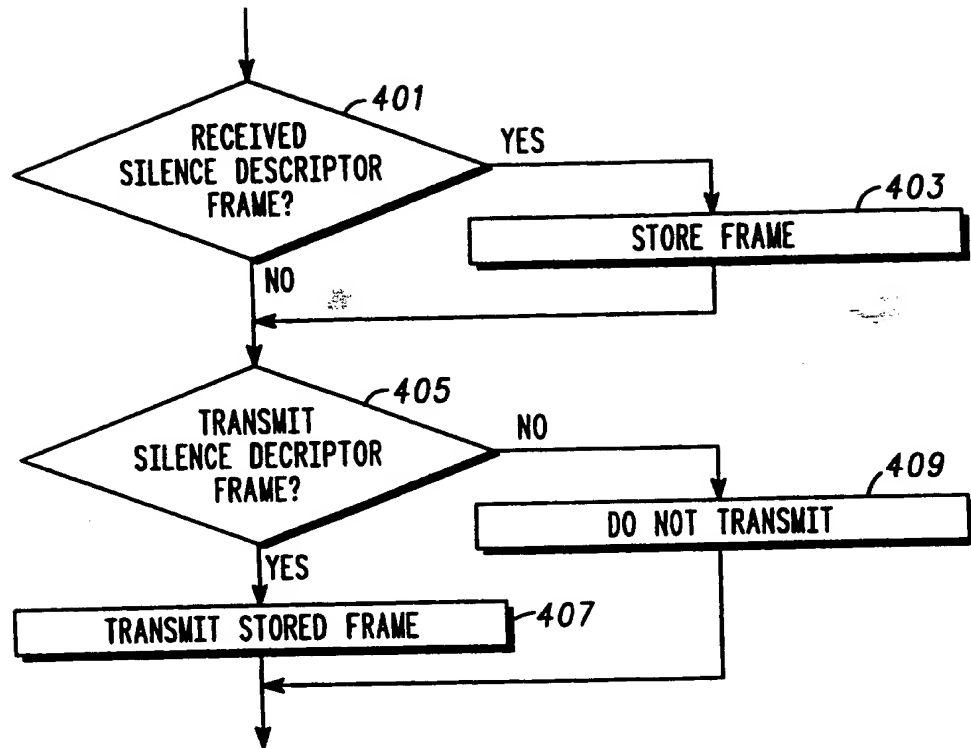 401
RECEIVED
SILENCE DESCRIPTOR
FRAME?
YES
403
STORE FRAME
NO
405
TRANSMIT
SILENCE DECRIPTOR
FRAME?
NO
409
DO NOT TRANSMIT
YES
TRANSMIT STORED FRAME
407